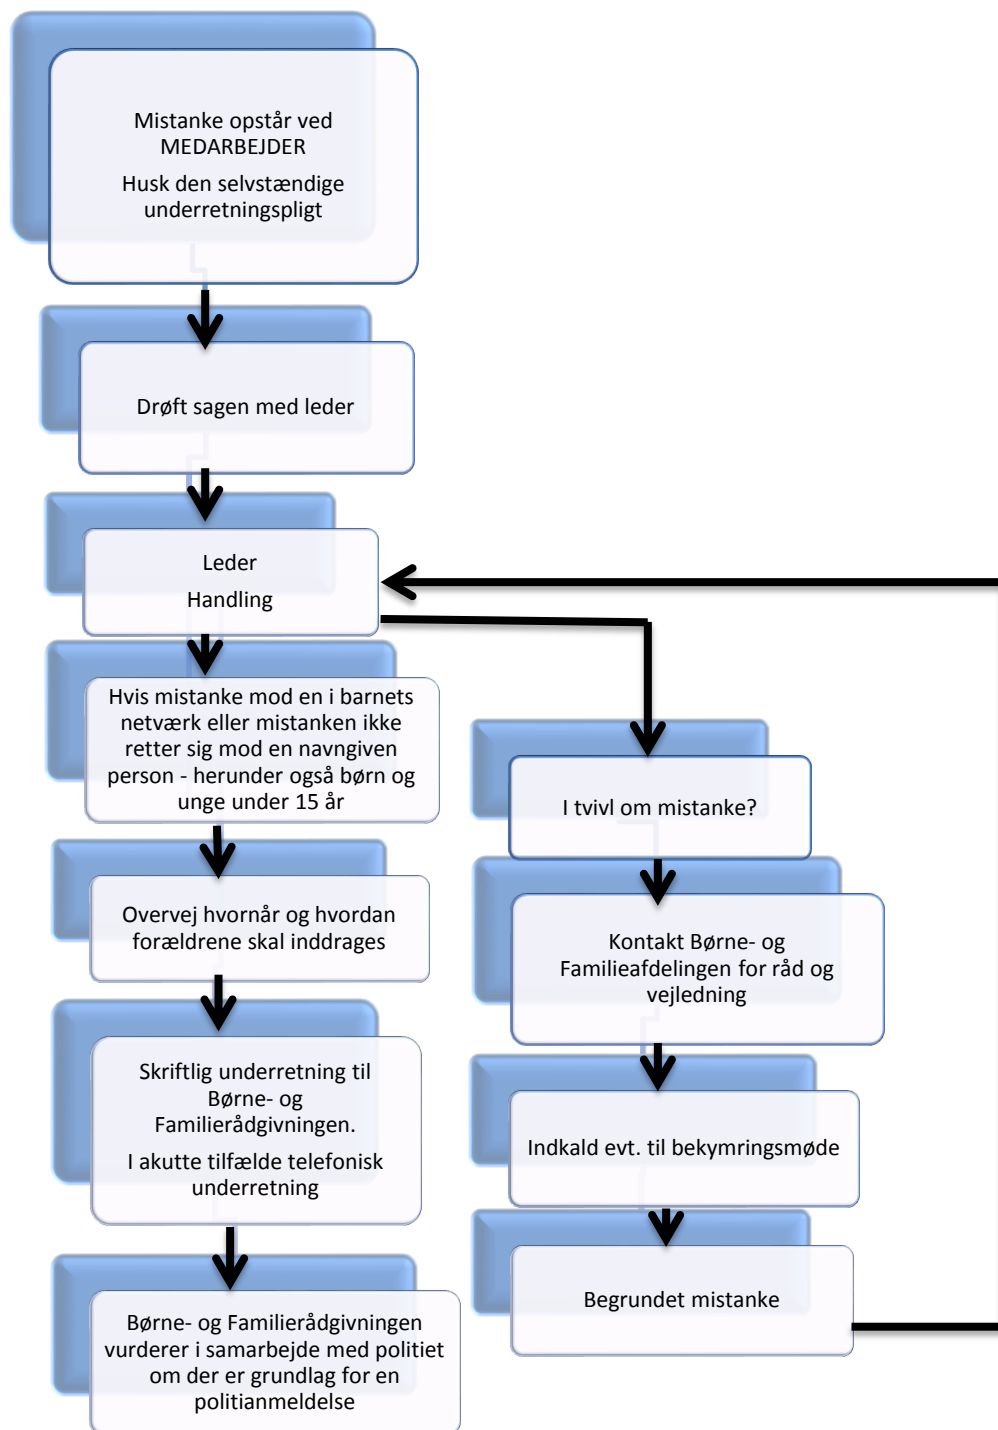 Mistanke opstår ved
MEDARBEJDER
Husk den selvstændige
underretningspligt
Drøft sagen med leder
Leder
Handling
Hvis mistanke mod en i barnets
netværk eller mistanken ikke
retter sig mod en navngiven
person - herunder også børn og
unge under 15 år
Overvej hvornår og hvordan
forældrene skal inddrages
Skriftlig underretning til
Børne- og
Familierådgivningen.
I akutte tilfælde telefonisk
underretning
Børne- og Familierådgivningen
vurderer i samarbejde med politiet
om der er grundlag for en
politianmeldelse
I tvivl om mistanke?
Kontakt Børne- og
Familieafdelingen for råd og
vejledning
Indkald evt. til bekymringsmøde
Begrundet mistanke